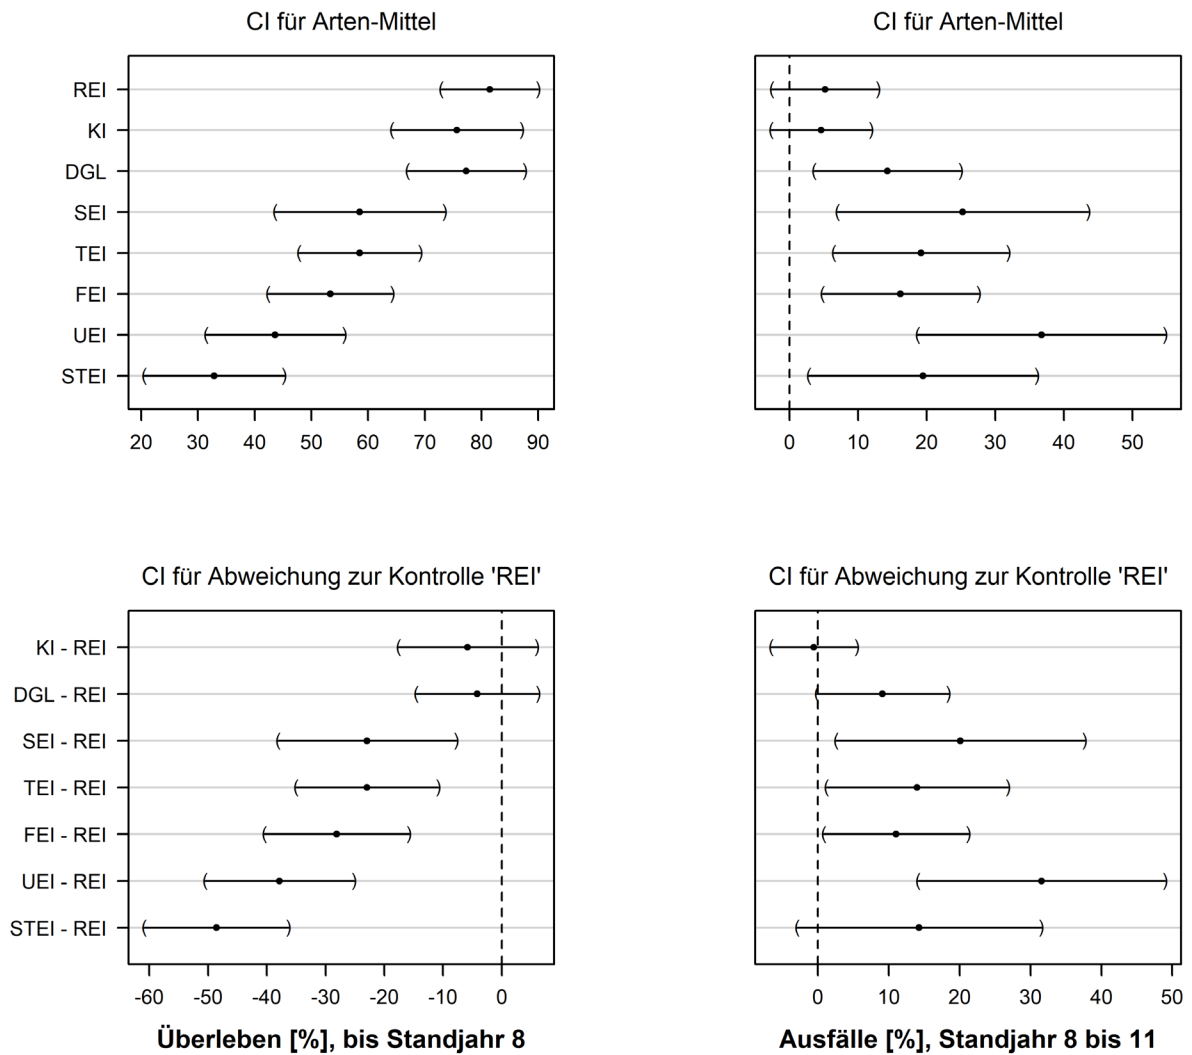 CI für Arten-Mittel
REI
KI
DGL
SEI
TEI
FEI
UEI
STEI
20 30 40 50 60 70 80 90
CI für Arten-Mittel
0 10 20 30 40 50
CI für Abweichung zur Kontrolle 'REI'
KI - REI
DGL - REI
SEI - REI
TEI - REI
FEI - REI
UEI - REI
STEI - REI
-60 -50 -40 -30 -20 -10 0
Überleben [%], bis Standjahr 8
CI für Abweichung zur Kontrolle 'REI'
0 10 20 30 40 50
Ausfälle [%], Standjahr 8 bis 11